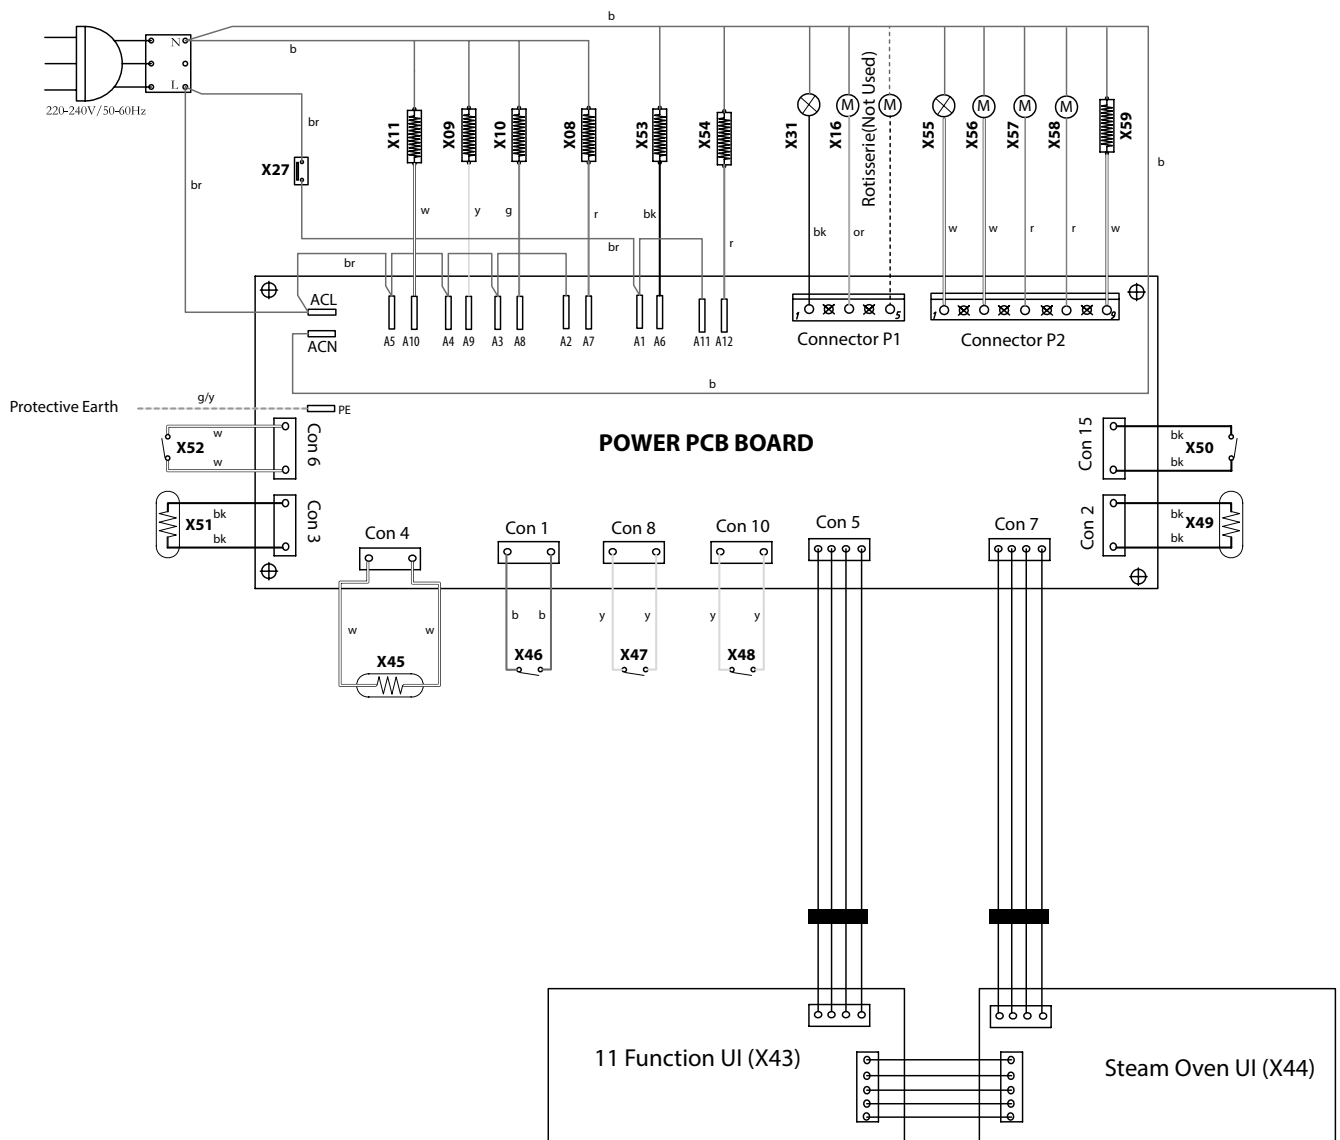 b
N
b
L
220-240V/50-60Hz
br
X27
br
X11
X09
X10
X08
X53
X54
X31
X16
Rotisserie(Not Used)
X55
X56
X57
X58
X59
b
w
y
g
r
bk
r
bk
or
w
w
r
r
w
br
br
ACL
ACN
A5
A10
A4
A9
A3
A8
A2
A7
A1
A6
A11
A12
1
5
Connector P1
1
9
Connector P2
b
Protective Earth
g/y
PE
POWER PCB BOARD
X52
w
w
Con 6
X51
bk
bk
Con 3
Con 15
bk
bk
X50
Con 2
bk
bk
X49
Con 4
w
w
X45
Con 1
b
b
X46
Con 8
y
y
X47
Con 10
y
y
X48
Con 5
Con 7
11 Function UI (X43)
Steam Oven UI (X44)